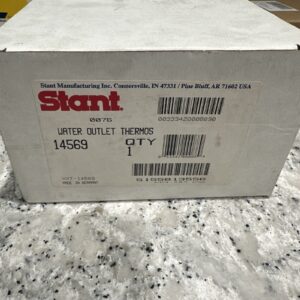 Stant Manufacturing Inc. Connersville, IN 47331 / Pine Bluff, AR 71602 USA
Stant.
0076
WATER OUTLET THERMOS
14569 QTY
1
MADE IN GERMANY